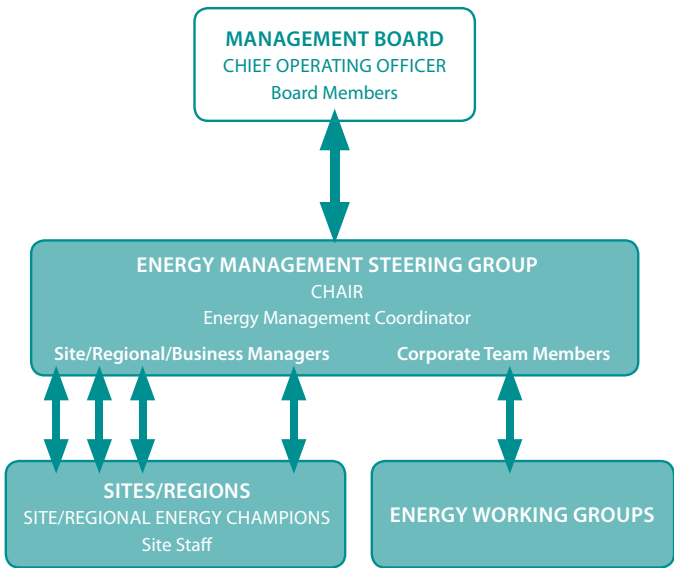 MANAGEMENT BOARD
CHIEF OPERATING OFFICER
Board Members
ENERGY MANAGEMENT STEERING GROUP
CHAIR
Energy Management Coordinator
Site/Regional/Business Managers
Corporate Team Members
SITES/REGIONS
SITE/REGIONAL ENERGY CHAMPIONS
Site Staff
ENERGY WORKING GROUPS